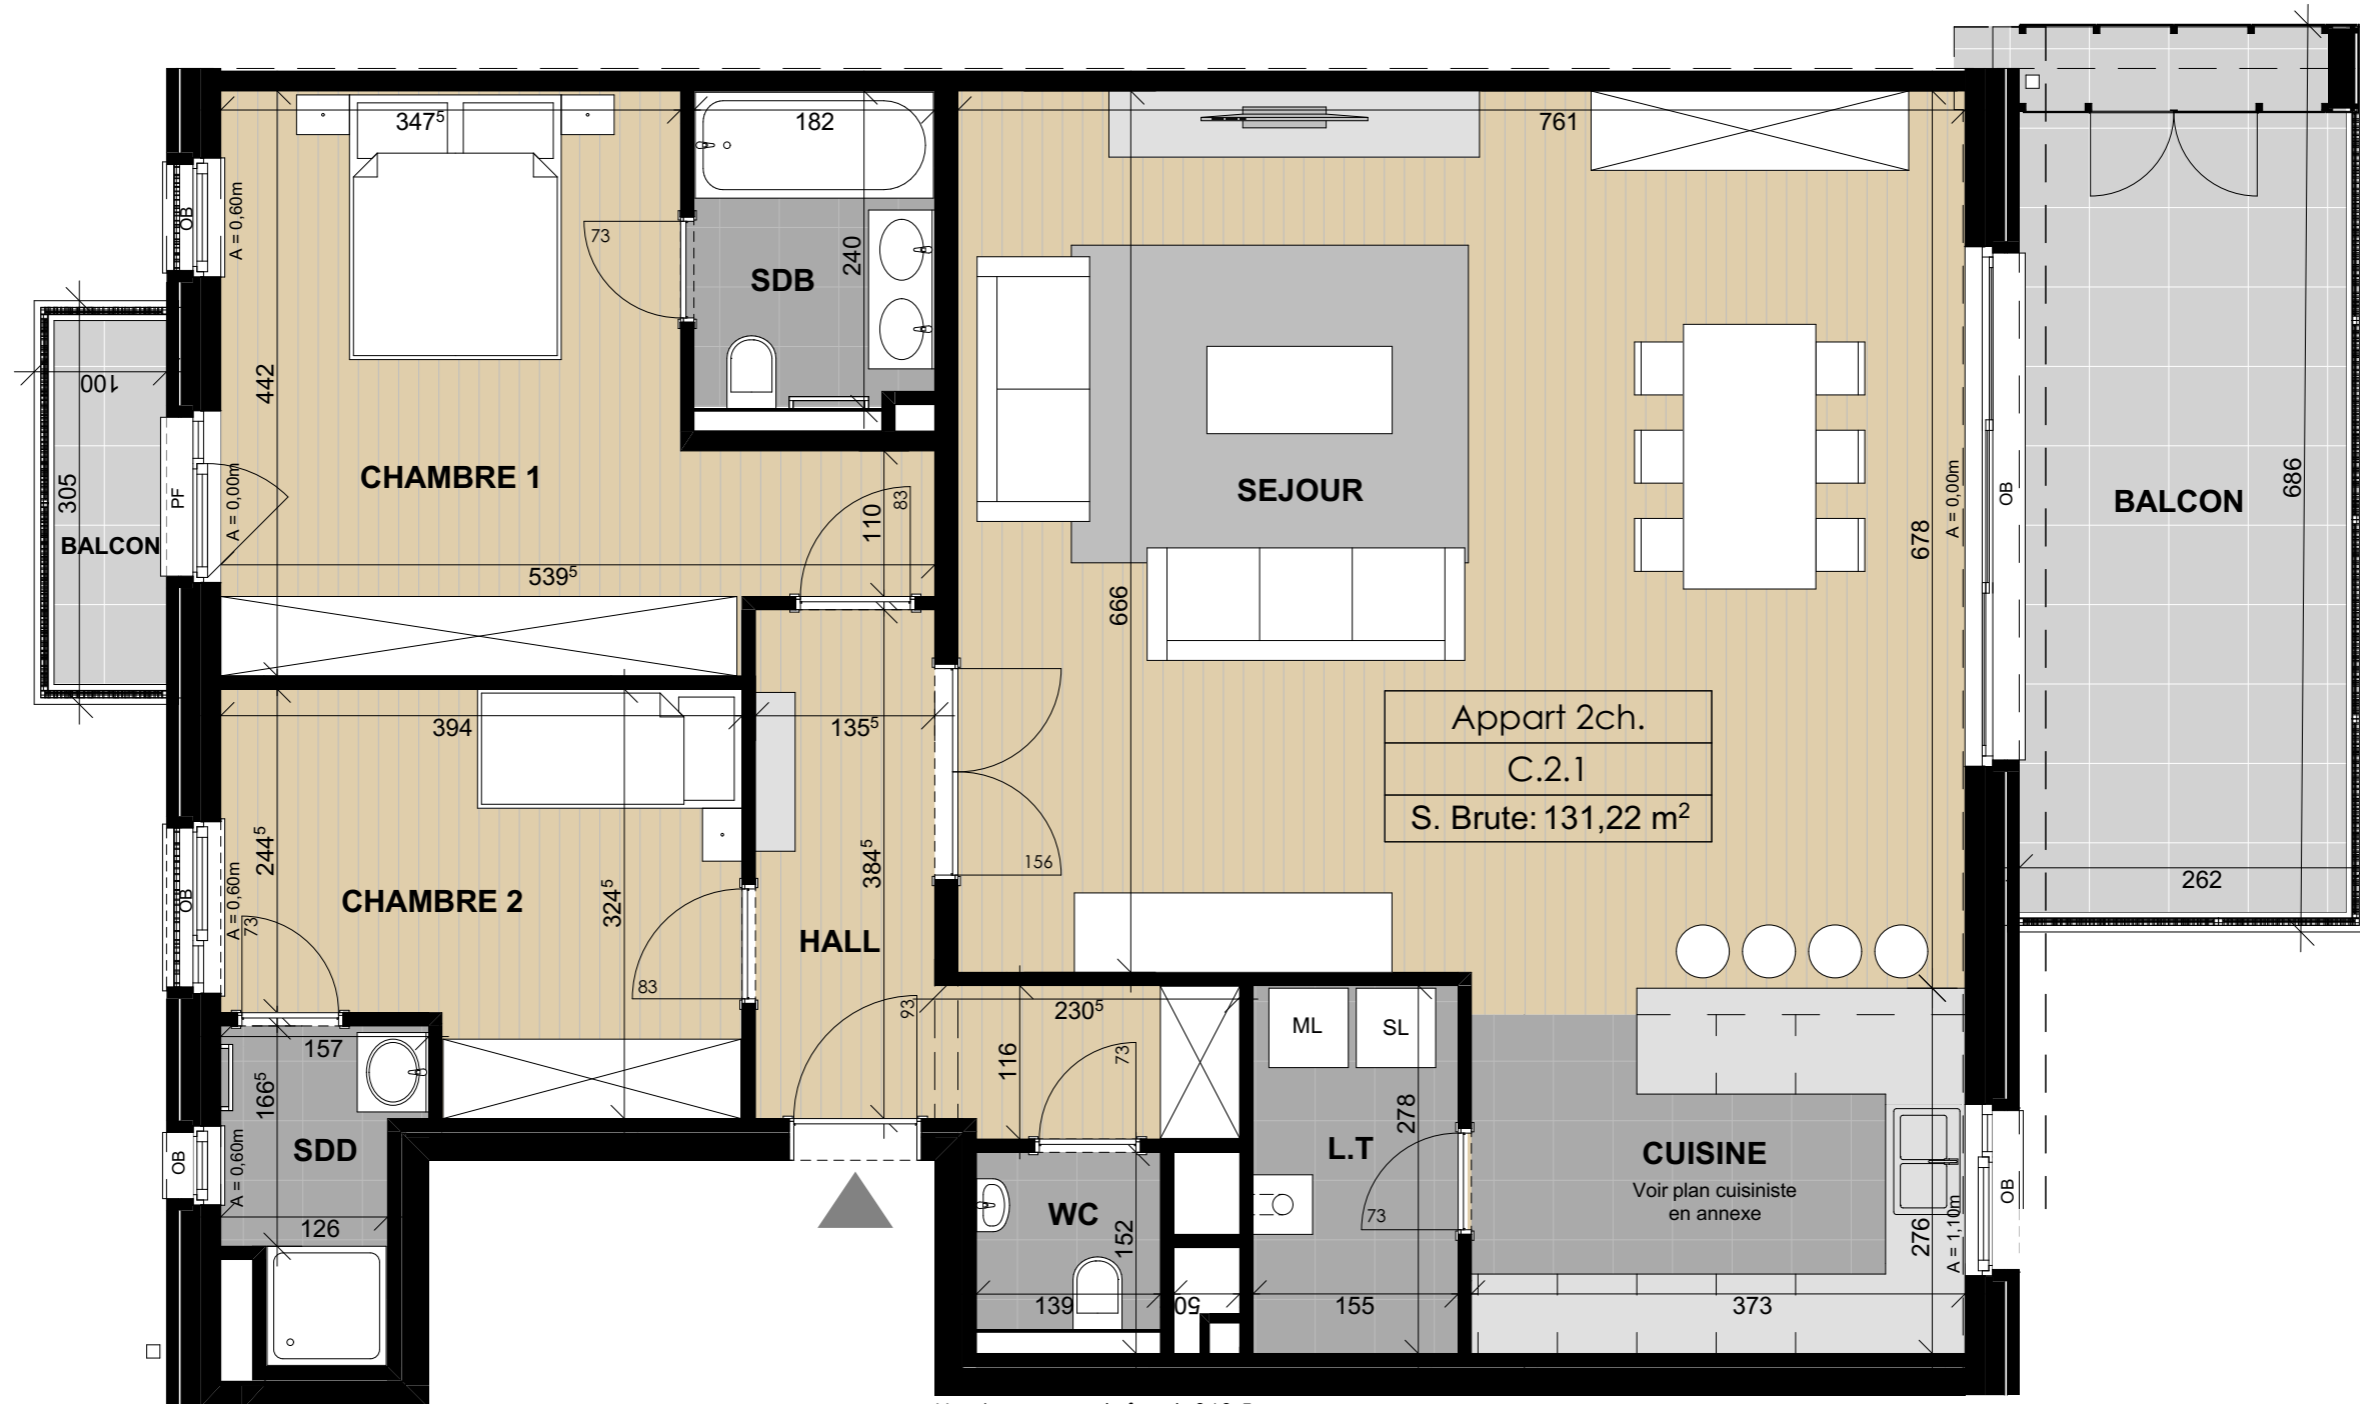 347⁵
182
761
OB
A = 0,60m
73
SDB
240
100
442
305
BALCON
PF
A = 0,00m
CHAMBRE 1
110
83
539⁵
SEJOUR
666
678
A = 0,00m
OB
BALCON
686
262
394
135⁵
Appart 2ch.
C.2.1
S. Brute: 131,22 m²
156
244⁵
324⁵
384⁵
OB
A = 0,60m
73
CHAMBRE 2
83
HALL
93
230⁵
116
73
ML
SL
157
166⁵
SDD
OB
A = 0,60m
126
WC
152
139
50
L.T
278
73
155
CUISINE
Voir plan cuisiniste
en annexe
276
A = 1,10m
OB
373